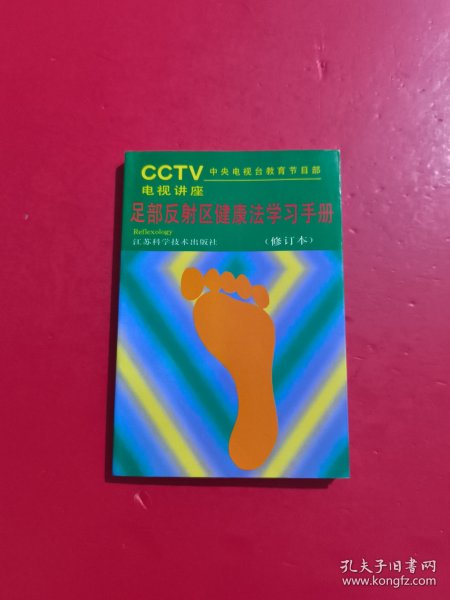 CCTV 中央电视台教育节目部
电视讲座
足部反射区健康法学习手册
Reflexology
江苏科学技术出版社 (修订本)
孔夫子旧书网
www.kongfz.com